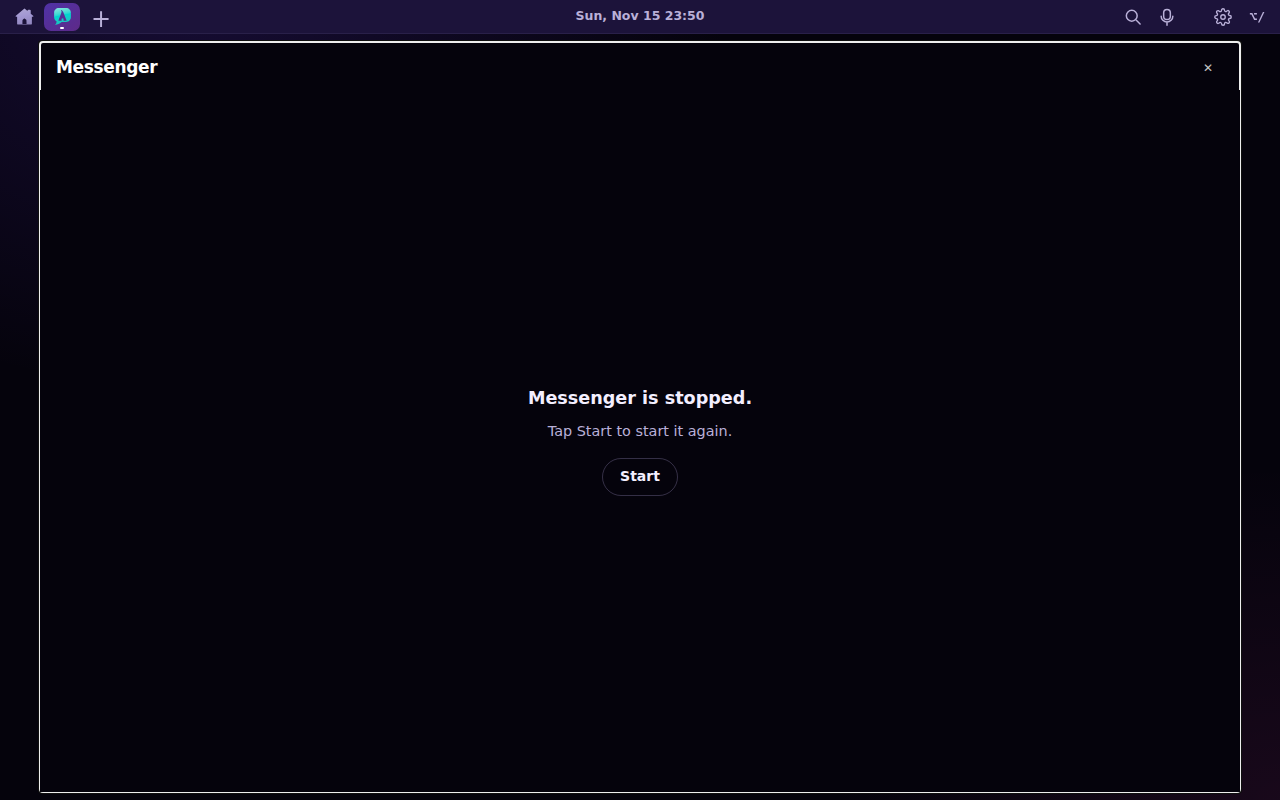 Sun, Nov 15 23:50
⌥/
Messenger
×
Messenger is stopped.
Tap Start to start it again.
Start